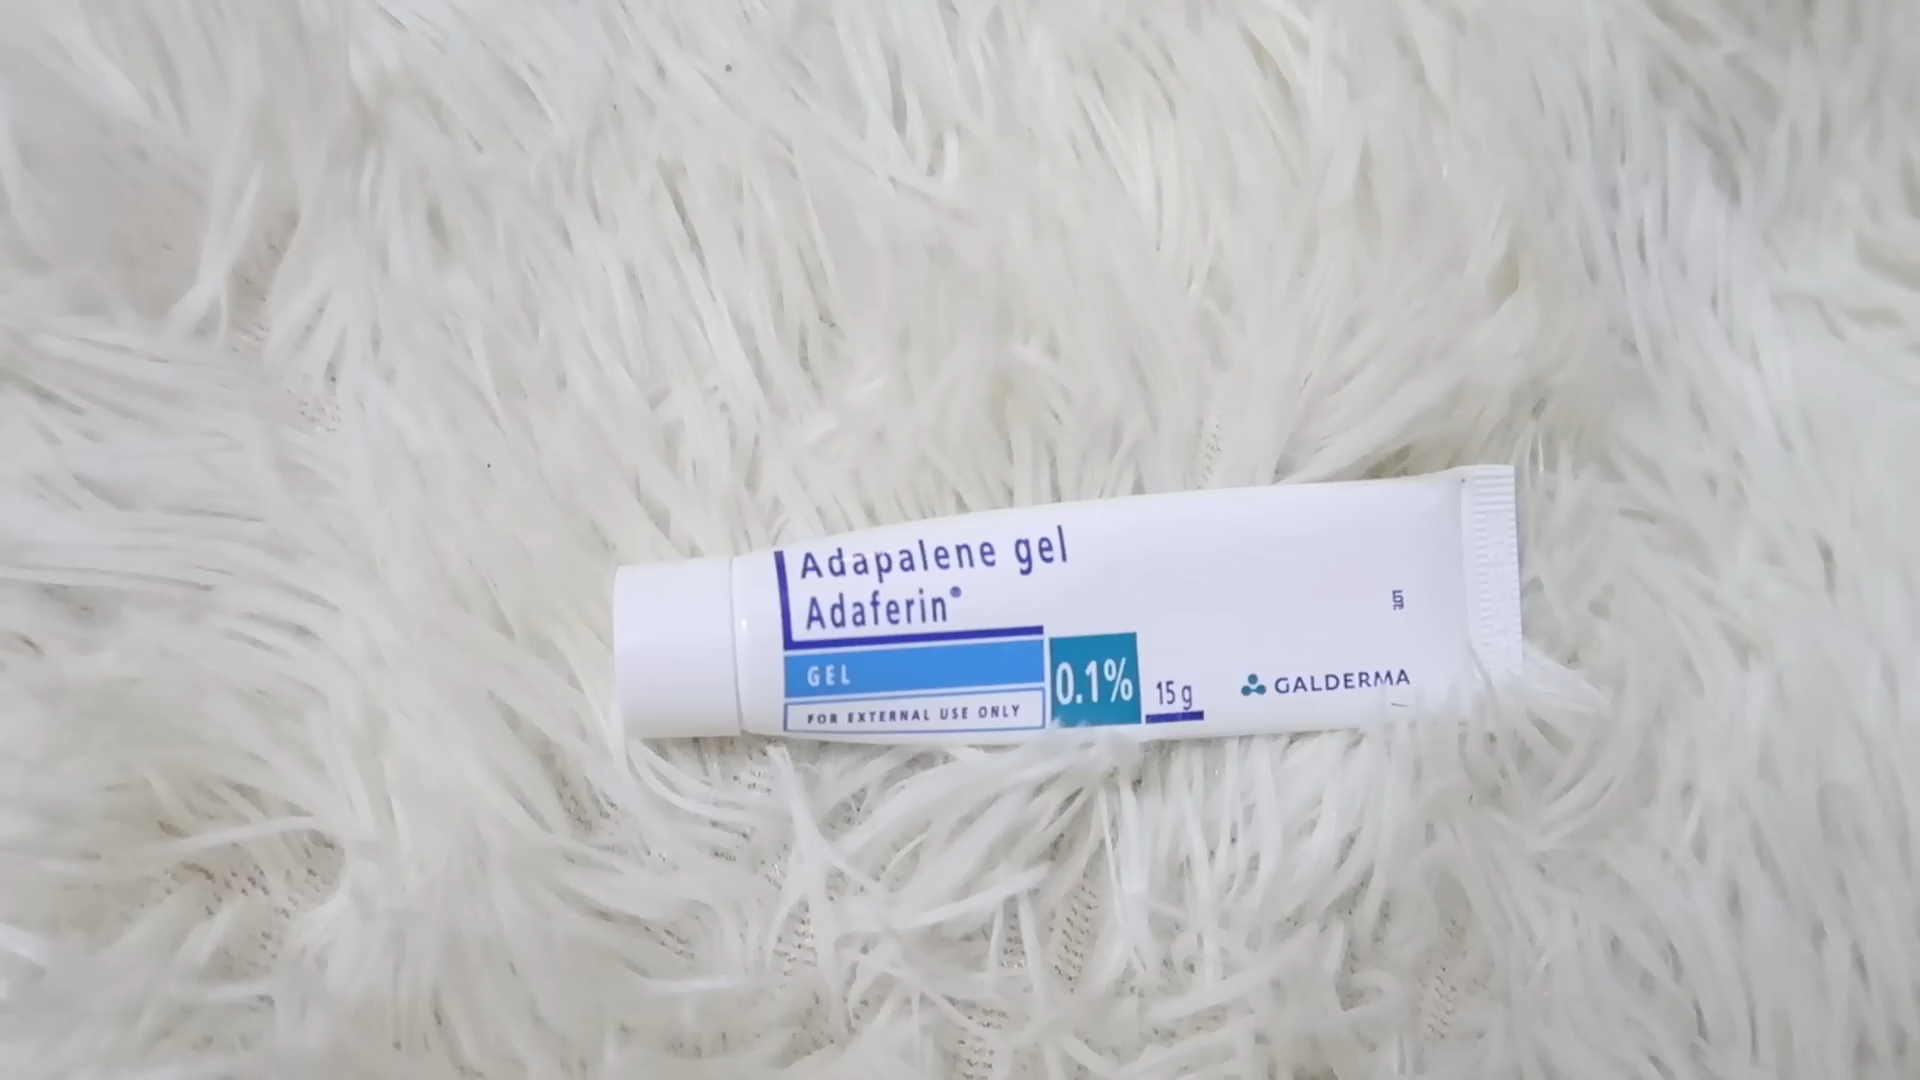 Adapalene gel
Adaferin®
GEL
FOR EXTERNAL USE ONLY
0.1%
15 g
GALDERMA